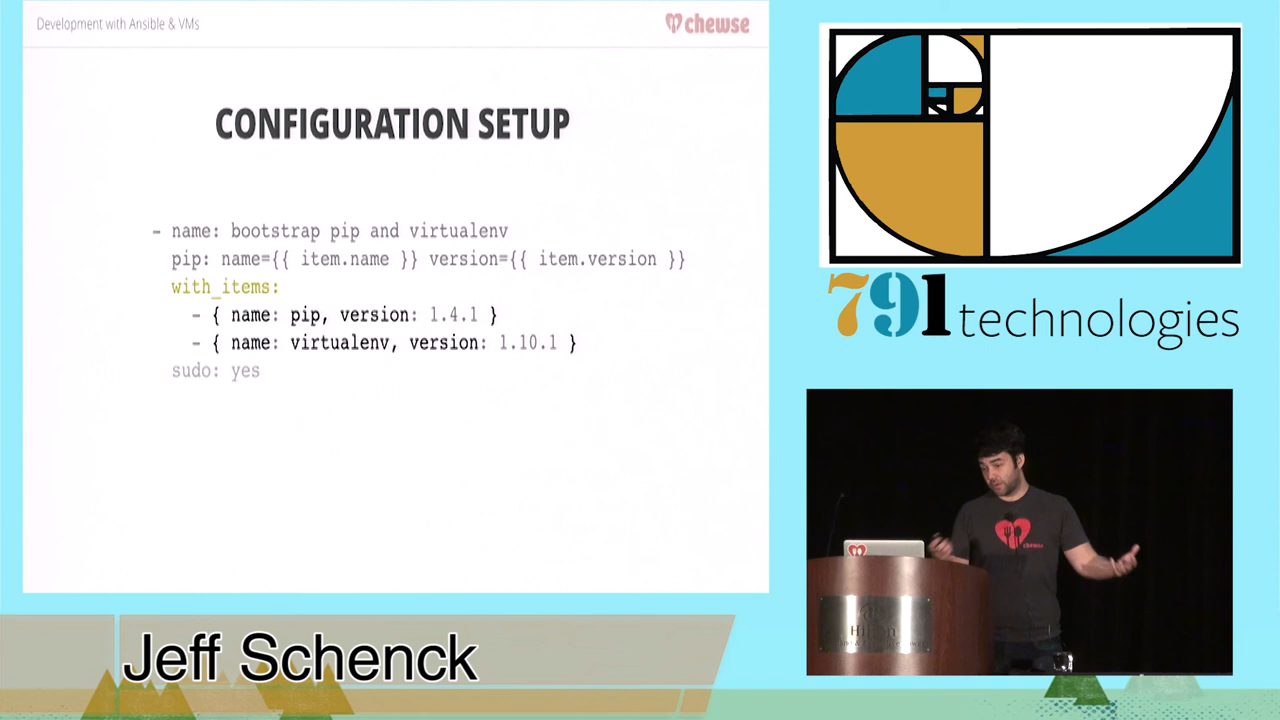 Development with Ansible & VMs
chewse
CONFIGURATION SETUP
- name: bootstrap pip and virtualenv
pip: name={{ item.name }} version={{ item.version }}
with_items:
- { name: pip, version: 1.4.1 }
- { name: virtualenv, version: 1.10.1 }
sudo: yes
791 technologies
chewse
Hilton
Jeff Schenck